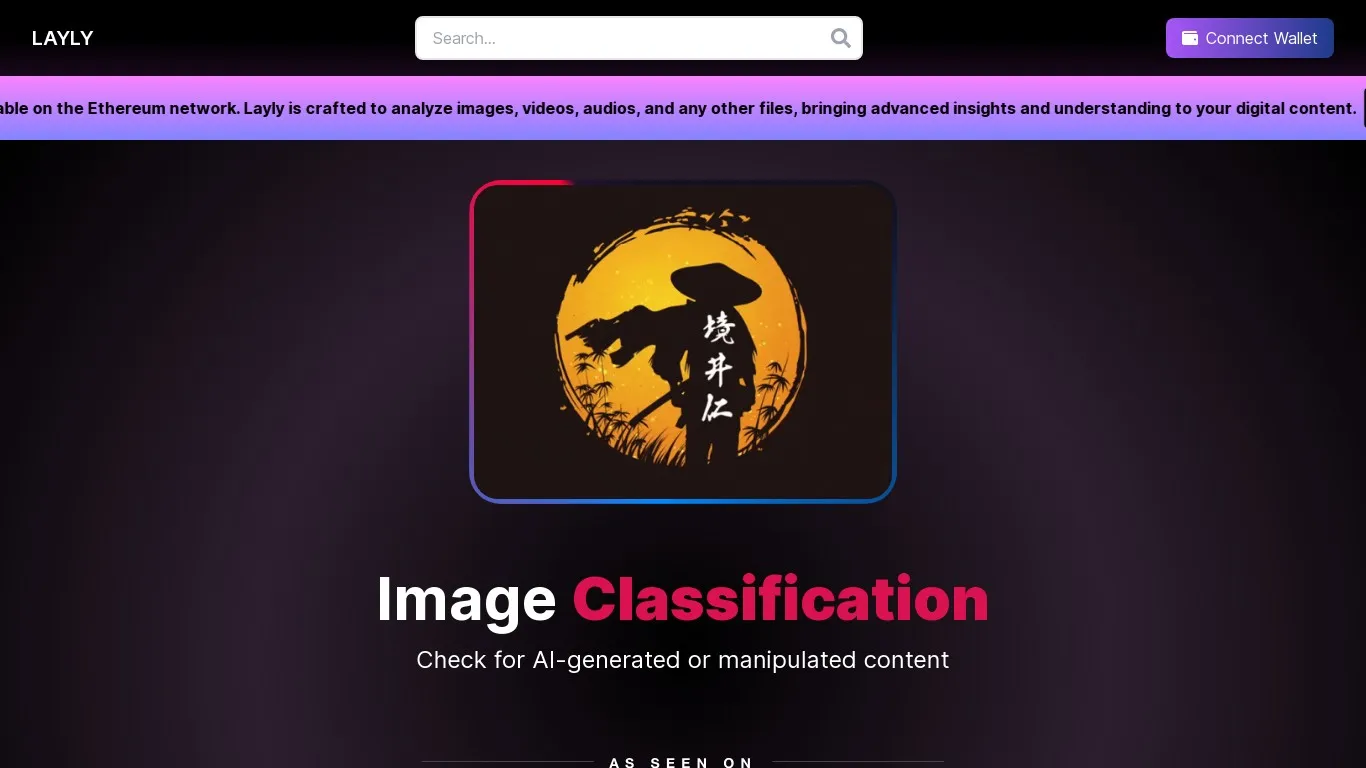 LAYLY
Search...
Connect Wallet
on the Ethereum network. Layly is crafted to analyze images, videos, audios, and any other files, bringing advanced insights and understanding to your digital content.
境
井
仁
Image Classification
Check for AI-generated or manipulated content
AS SEEN ON